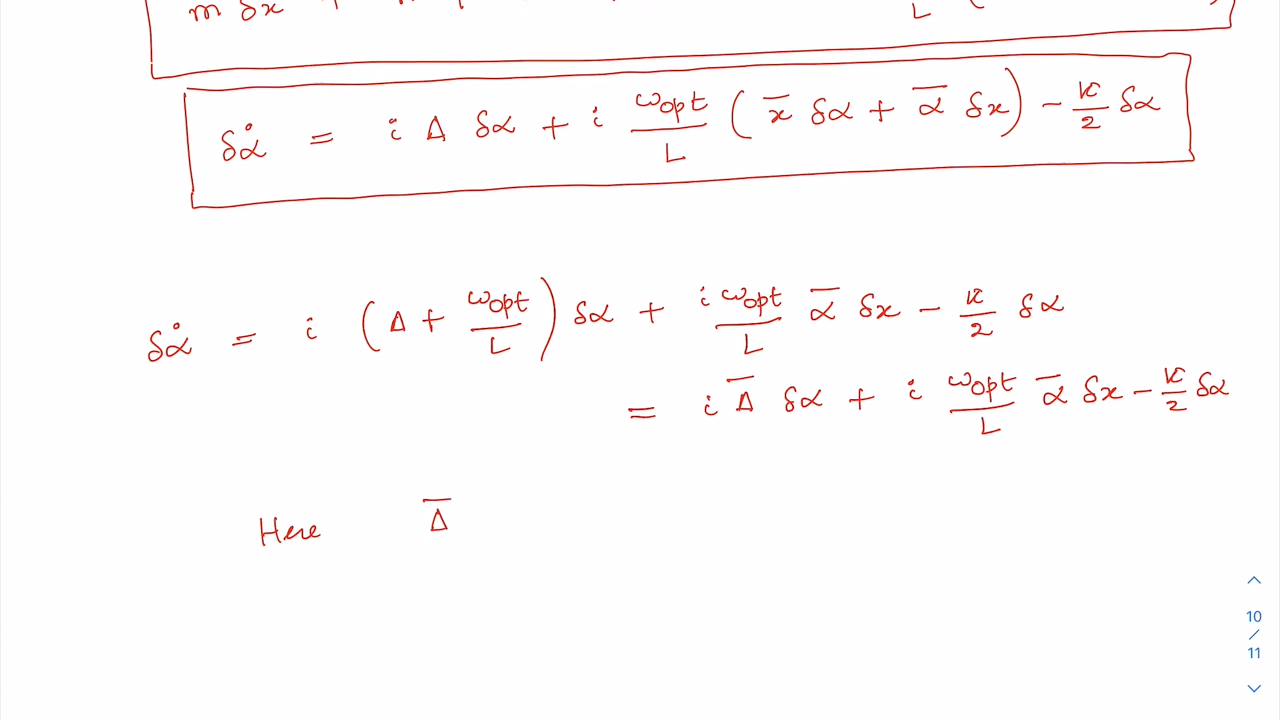 m δx L (
δα̇ = i Δ δα + i ω_opt/L (x̄ δα + ᾱ δx) − κ/2 δα
δα̇ = i (Δ + ω_opt/L) δα + i ω_opt/L ᾱ δx − κ/2 δα
= i Δ̄ δα + i ω_opt/L ᾱ δx − κ/2 δα
Here Δ̄
10
/
11